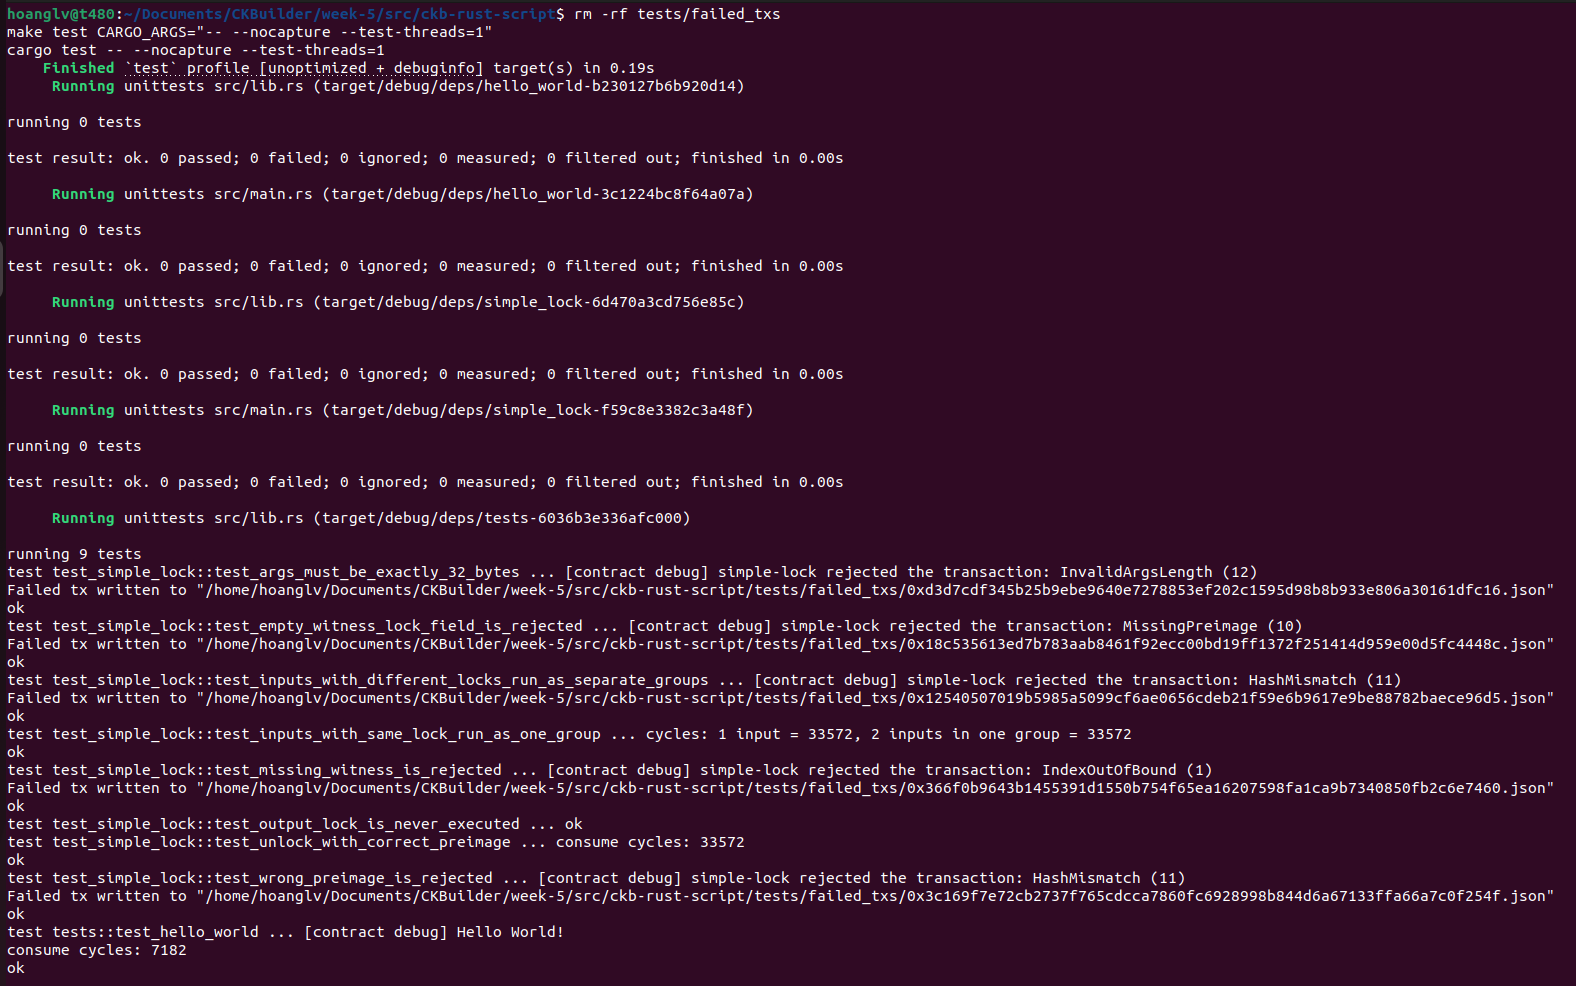 hoanglv@t480:~/Documents/CKBuilder/week-5/src/ckb-rust-script$ rm -rf tests/failed_txs
make test CARGO_ARGS="-- --nocapture --test-threads=1"
cargo test -- --nocapture --test-threads=1
    Finished `test` profile [unoptimized + debuginfo] target(s) in 0.19s
     Running unittests src/lib.rs (target/debug/deps/hello_world-b230127b6b920d14)

running 0 tests

test result: ok. 0 passed; 0 failed; 0 ignored; 0 measured; 0 filtered out; finished in 0.00s

     Running unittests src/main.rs (target/debug/deps/hello_world-3c1224bc8f64a07a)

running 0 tests

test result: ok. 0 passed; 0 failed; 0 ignored; 0 measured; 0 filtered out; finished in 0.00s

     Running unittests src/lib.rs (target/debug/deps/simple_lock-6d470a3cd756e85c)

running 0 tests

test result: ok. 0 passed; 0 failed; 0 ignored; 0 measured; 0 filtered out; finished in 0.00s

     Running unittests src/main.rs (target/debug/deps/simple_lock-f59c8e3382c3a48f)

running 0 tests

test result: ok. 0 passed; 0 failed; 0 ignored; 0 measured; 0 filtered out; finished in 0.00s

     Running unittests src/lib.rs (target/debug/deps/tests-6036b3e336afc000)

running 9 tests
test test_simple_lock::test_args_must_be_exactly_32_bytes ... [contract debug] simple-lock rejected the transaction: InvalidArgsLength (12)
Failed tx written to "/home/hoanglv/Documents/CKBuilder/week-5/src/ckb-rust-script/tests/failed_txs/0xd3d7cdf345b25b9ebe9640e7278853ef202c1595d98b8b933e806a30161dfc16.json"
ok
test test_simple_lock::test_empty_witness_lock_field_is_rejected ... [contract debug] simple-lock rejected the transaction: MissingPreimage (10)
Failed tx written to "/home/hoanglv/Documents/CKBuilder/week-5/src/ckb-rust-script/tests/failed_txs/0x18c535613ed7b783aab8461f92ecc00bd19ff1372f251414d959e00d5fc4448c.json"
ok
test test_simple_lock::test_inputs_with_different_locks_run_as_separate_groups ... [contract debug] simple-lock rejected the transaction: HashMismatch (11)
Failed tx written to "/home/hoanglv/Documents/CKBuilder/week-5/src/ckb-rust-script/tests/failed_txs/0x12540507019b5985a5099cf6ae0656cdeb21f59e6b9617e9be88782baece96d5.json"
ok
test test_simple_lock::test_inputs_with_same_lock_run_as_one_group ... cycles: 1 input = 33572, 2 inputs in one group = 33572
ok
test test_simple_lock::test_missing_witness_is_rejected ... [contract debug] simple-lock rejected the transaction: IndexOutOfBound (1)
Failed tx written to "/home/hoanglv/Documents/CKBuilder/week-5/src/ckb-rust-script/tests/failed_txs/0x366f0b9643b1455391d1550b754f65ea16207598fa1ca9b7340850fb2c6e7460.json"
ok
test test_simple_lock::test_output_lock_is_never_executed ... ok
test test_simple_lock::test_unlock_with_correct_preimage ... consume cycles: 33572
ok
test test_simple_lock::test_wrong_preimage_is_rejected ... [contract debug] simple-lock rejected the transaction: HashMismatch (11)
Failed tx written to "/home/hoanglv/Documents/CKBuilder/week-5/src/ckb-rust-script/tests/failed_txs/0x3c169f7e72cb2737f765cdcca7860fc6928998b844d6a67133ffa66a7c0f254f.json"
ok
test tests::test_hello_world ... [contract debug] Hello World!
consume cycles: 7182
ok